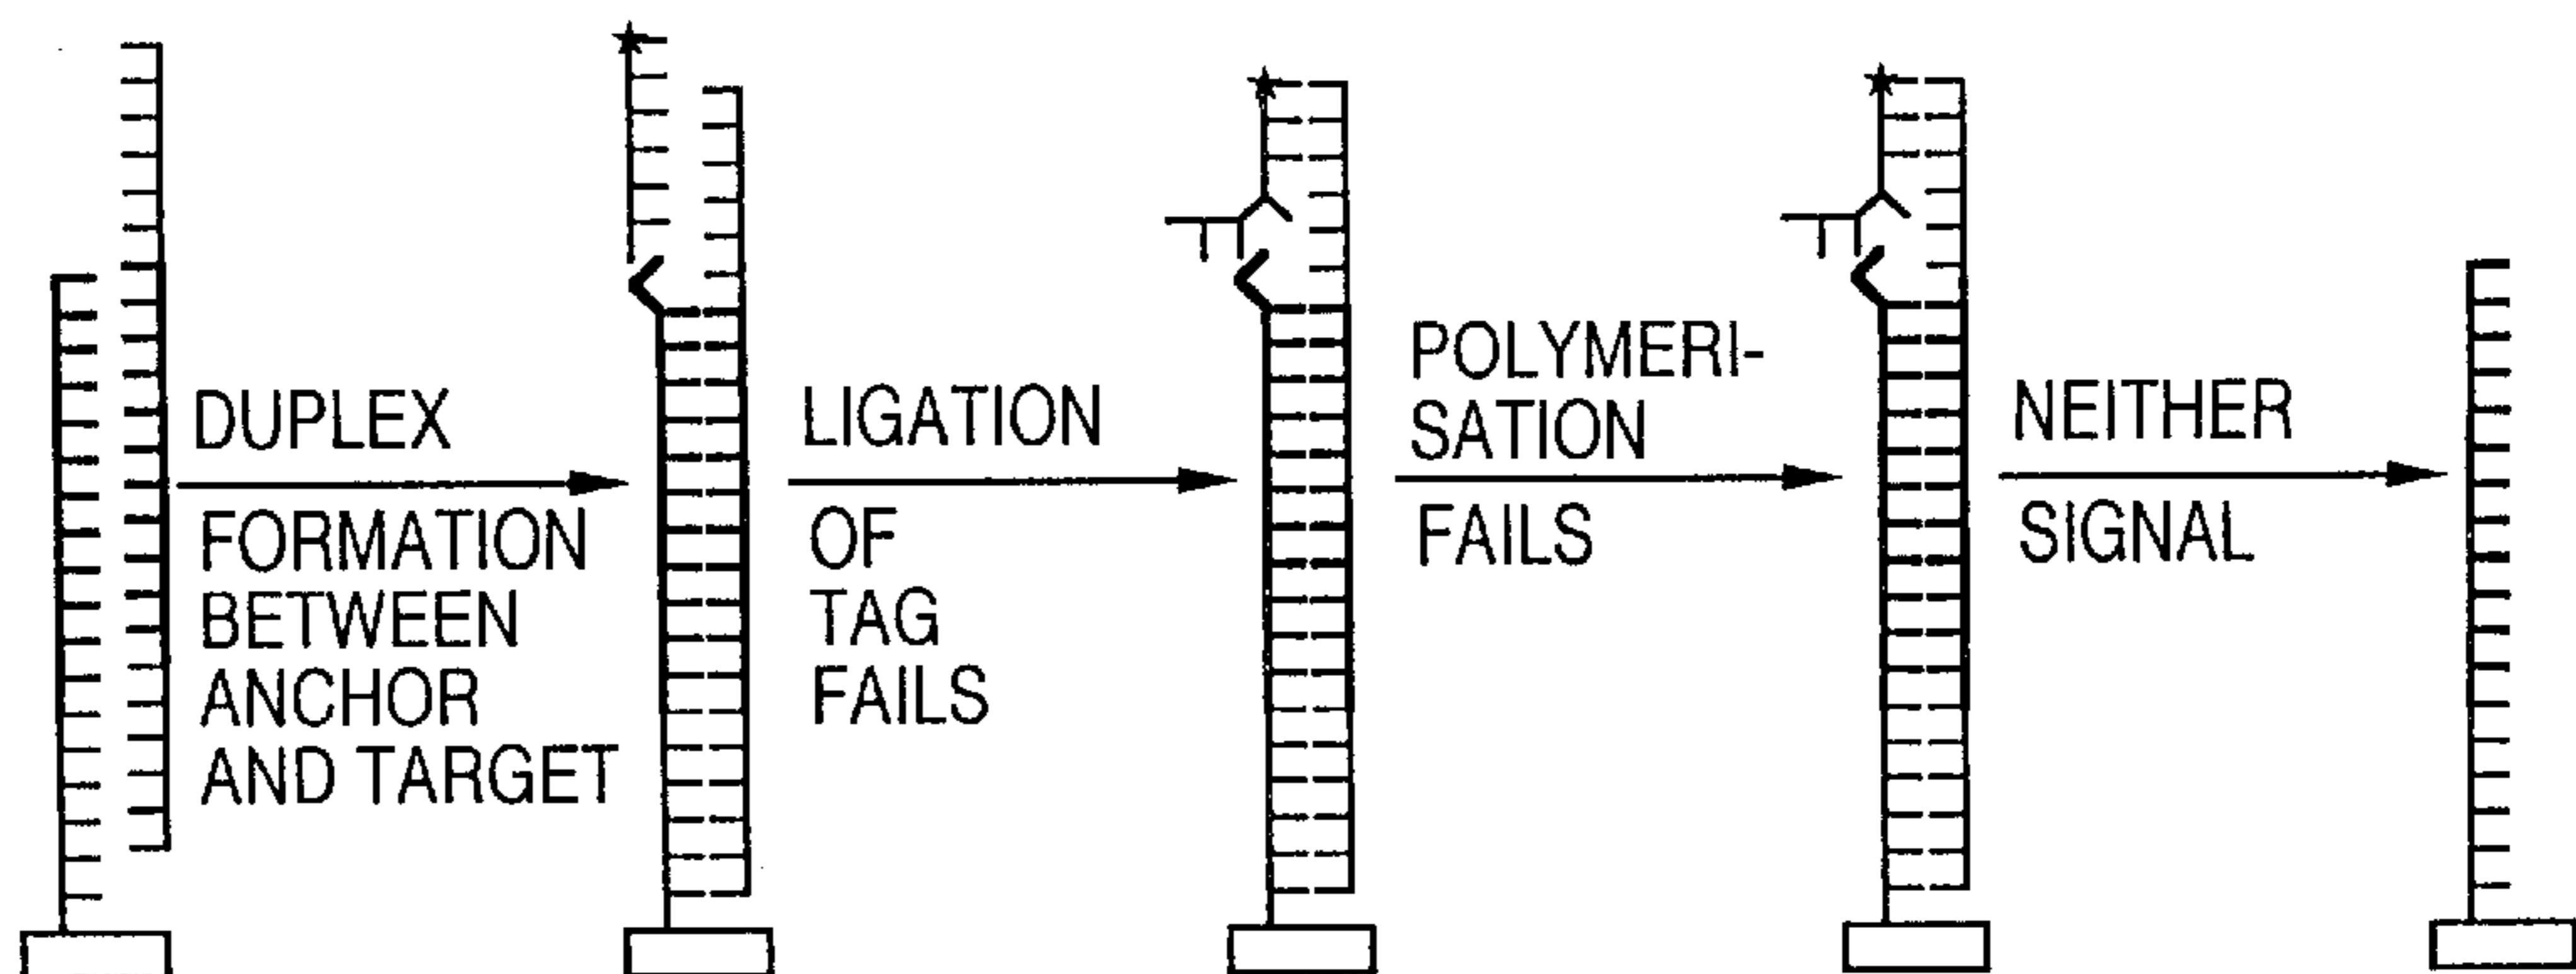 DUPLEX
FORMATION
BETWEEN
ANCHOR
AND TARGET
LIGATION
OF
TAG
FAILS
POLYMERI-
SATION
FAILS
NEITHER
SIGNAL